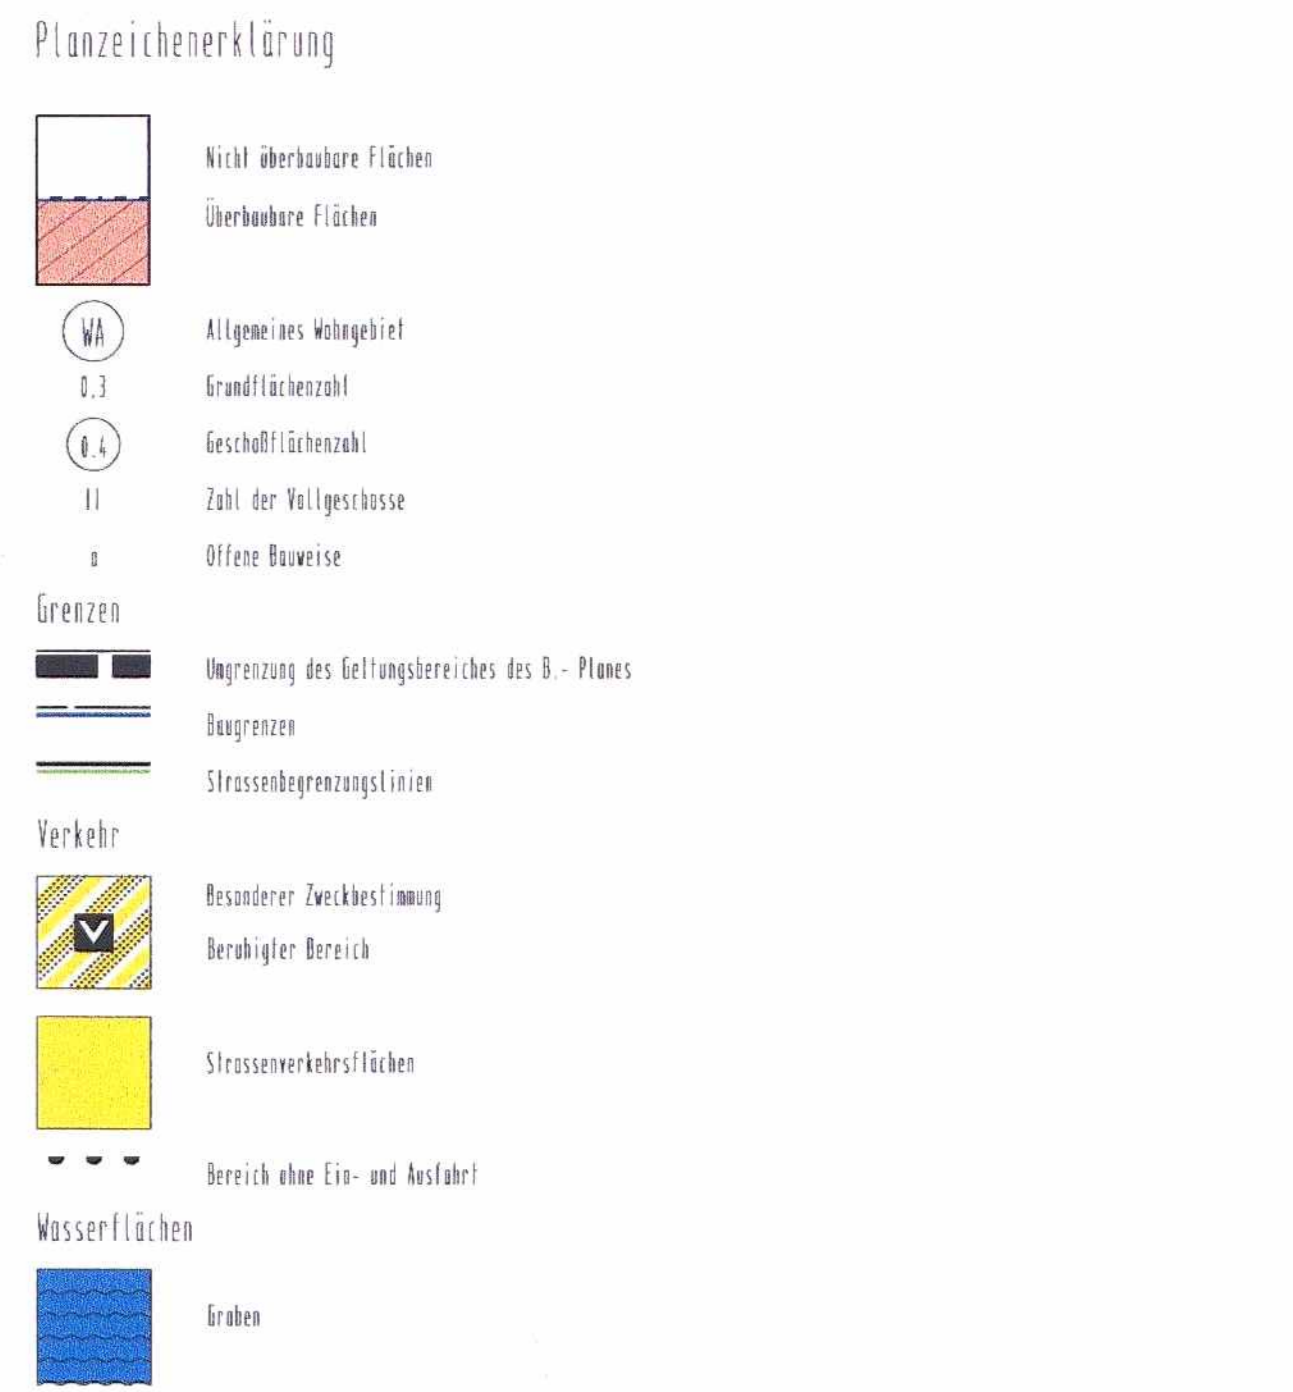 Planzeichenerklärung
Nicht überbaubare Flächen
Überbaubare Flächen
WA Allgemeines Wohngebiet
0,3 Grundflächenzahl
0.4 Geschoßflächenzahl
II Zahl der Vollgeschosse
o Offene Bauweise
Grenzen
Umgrenzung des Geltungsbereiches des B.- Planes
Baugrenzen
Strassenbegrenzungslinien
Verkehr
Besonderer Zweckbestimmung
V
Beruhigter Bereich
Strassenverkehrsflächen
Bereich ohne Ein- und Ausfahrt
Wasserflächen
Graben